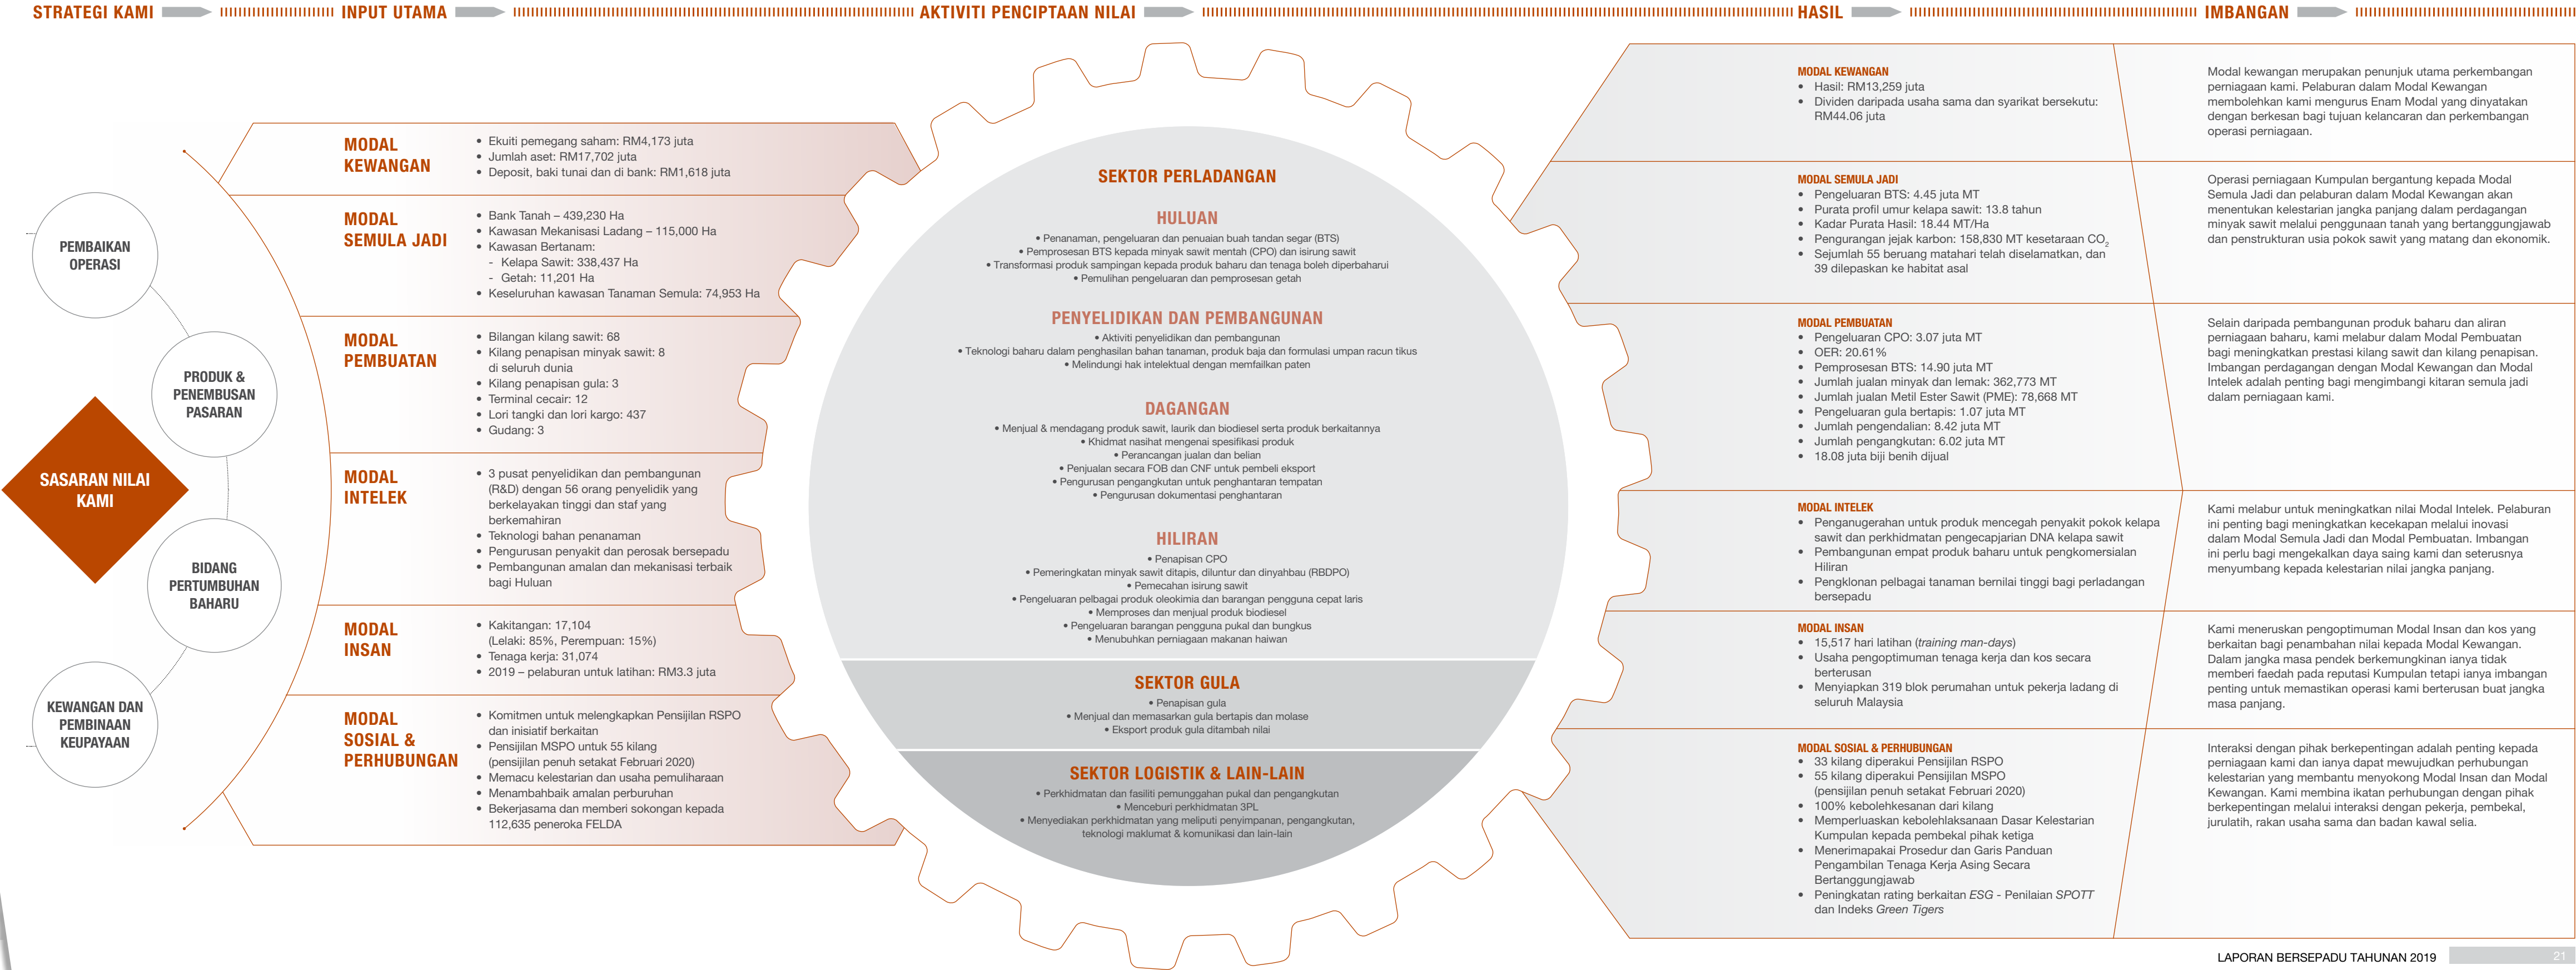 STRATEGI KAMI
INPUT UTAMA
AKTIVITI PENCIPTAAN NILAI
HASIL
IMBANGAN
PEMBAIKAN
OPERASI
PRODUK &
PENEMBUSAN
PASARAN
SASARAN NILAI
KAMI
BIDANG
PERTUMBUHAN
BAHARU
KEWANGAN DAN
PEMBINAAN
KEUPAYAAN
MODAL
KEWANGAN
• Ekuiti pemegang saham: RM4,173 juta
• Jumlah aset: RM17,702 juta
• Deposit, baki tunai dan di bank: RM1,618 juta
MODAL
SEMULA JADI
• Bank Tanah – 439,230 Ha
• Kawasan Mekanisasi Ladang – 115,000 Ha
• Kawasan Bertanam:
- Kelapa Sawit: 338,437 Ha
- Getah: 11,201 Ha
• Keseluruhan kawasan Tanaman Semula: 74,953 Ha
MODAL
PEMBUATAN
• Bilangan kilang sawit: 68
• Kilang penapisan minyak sawit: 8
di seluruh dunia
• Kilang penapisan gula: 3
• Terminal cecair: 12
• Lori tangki dan lori kargo: 437
• Gudang: 3
MODAL
INTELEK
• 3 pusat penyelidikan dan pembangunan
(R&D) dengan 56 orang penyelidik yang
berkelayakan tinggi dan staf yang
berkemahiran
• Teknologi bahan penanaman
• Pengurusan penyakit dan perosak bersepadu
• Pembangunan amalan dan mekanisasi terbaik
bagi Huluan
MODAL
INSAN
• Kakitangan: 17,104
(Lelaki: 85%, Perempuan: 15%)
• Tenaga kerja: 31,074
• 2019 – pelaburan untuk latihan: RM3.3 juta
MODAL
SOSIAL &
PERHUBUNGAN
• Komitmen untuk melengkapkan Pensijilan RSPO
dan inisiatif berkaitan
• Pensijilan MSPO untuk 55 kilang
(pensijilan penuh setakat Februari 2020)
• Memacu kelestarian dan usaha pemuliharaan
• Menambahbaik amalan perburuhan
• Bekerjasama dan memberi sokongan kepada
112,635 peneroka FELDA
SEKTOR PERLADANGAN
HULUAN
• Penanaman, pengeluaran dan penuaian buah tandan segar (BTS)
• Pemprosesan BTS kepada minyak sawit mentah (CPO) dan isirung sawit
• Transformasi produk sampingan kepada produk baharu dan tenaga boleh diperbaharui
• Pemulihan pengeluaran dan pemprosesan getah
PENYELIDIKAN DAN PEMBANGUNAN
• Aktiviti penyelidikan dan pembangunan
• Teknologi baharu dalam penghasilan bahan tanaman, produk baja dan formulasi umpan racun tikus
• Melindungi hak intelektual dengan memfailkan paten
DAGANGAN
• Menjual & mendagang produk sawit, laurik dan biodiesel serta produk berkaitannya
• Khidmat nasihat mengenai spesifikasi produk
• Perancangan jualan dan belian
• Penjualan secara FOB dan CNF untuk pembeli eksport
• Pengurusan pengangkutan untuk penghantaran tempatan
• Pengurusan dokumentasi penghantaran
HILIRAN
• Penapisan CPO
• Pemeringkatan minyak sawit ditapis, diluntur dan dinyahbau (RBDPO)
• Pemecahan isirung sawit
• Pengeluaran pelbagai produk oleokimia dan barangan pengguna cepat laris
• Memproses dan menjual produk biodiesel
• Pengeluaran barangan pengguna pukal dan bungkus
• Menubuhkan perniagaan makanan haiwan
SEKTOR GULA
• Penapisan gula
• Menjual dan memasarkan gula bertapis dan molase
• Eksport produk gula ditambah nilai
SEKTOR LOGISTIK & LAIN-LAIN
• Perkhidmatan dan fasiliti pemunggahan pukal dan pengangkutan
• Menceburi perkhidmatan 3PL
• Menyediakan perkhidmatan yang meliputi penyimpanan, pengangkutan,
teknologi maklumat & komunikasi dan lain-lain
MODAL KEWANGAN
• Hasil: RM13,259 juta
• Dividen daripada usaha sama dan syarikat bersekutu:
RM44.06 juta
Modal kewangan merupakan penunjuk utama perkembangan
perniagaan kami. Pelaburan dalam Modal Kewangan
membolehkan kami mengurus Enam Modal yang dinyatakan
dengan berkesan bagi tujuan kelancaran dan perkembangan
operasi perniagaan.
MODAL SEMULA JADI
• Pengeluaran BTS: 4.45 juta MT
• Purata profil umur kelapa sawit: 13.8 tahun
• Kadar Purata Hasil: 18.44 MT/Ha
• Pengurangan jejak karbon: 158,830 MT kesetaraan CO₂
• Sejumlah 55 beruang matahari telah diselamatkan, dan
39 dilepaskan ke habitat asal
Operasi perniagaan Kumpulan bergantung kepada Modal
Semula Jadi dan pelaburan dalam Modal Kewangan akan
menentukan kelestarian jangka panjang dalam perdagangan
minyak sawit melalui penggunaan tanah yang bertanggungjawab
dan penstrukturan usia pokok sawit yang matang dan ekonomik.
MODAL PEMBUATAN
• Pengeluaran CPO: 3.07 juta MT
• OER: 20.61%
• Pemprosesan BTS: 14.90 juta MT
• Jumlah jualan minyak dan lemak: 362,773 MT
• Jumlah jualan Metil Ester Sawit (PME): 78,668 MT
• Pengeluaran gula bertapis: 1.07 juta MT
• Jumlah pengendalian: 8.42 juta MT
• Jumlah pengangkutan: 6.02 juta MT
• 18.08 juta biji benih dijual
Selain daripada pembangunan produk baharu dan aliran
perniagaan baharu, kami melabur dalam Modal Pembuatan
bagi meningkatkan prestasi kilang sawit dan kilang penapisan.
Imbangan perdagangan dengan Modal Kewangan dan Modal
Intelek adalah penting bagi mengimbangi kitaran semula jadi
dalam perniagaan kami.
MODAL INTELEK
• Penganugerahan untuk produk mencegah penyakit pokok kelapa
sawit dan perkhidmatan pengecapjarian DNA kelapa sawit
• Pembangunan empat produk baharu untuk pengkomersialan
Hiliran
• Pengklonan pelbagai tanaman bernilai tinggi bagi perladangan
bersepadu
Kami melabur untuk meningkatkan nilai Modal Intelek. Pelaburan
ini penting bagi meningkatkan kecekapan melalui inovasi
dalam Modal Semula Jadi dan Modal Pembuatan. Imbangan
ini perlu bagi mengekalkan daya saing kami dan seterusnya
menyumbang kepada kelestarian nilai jangka panjang.
MODAL INSAN
• 15,517 hari latihan (training man-days)
• Usaha pengoptimuman tenaga kerja dan kos secara
berterusan
• Menyiapkan 319 blok perumahan untuk pekerja ladang di
seluruh Malaysia
Kami meneruskan pengoptimuman Modal Insan dan kos yang
berkaitan bagi penambahan nilai kepada Modal Kewangan.
Dalam jangka masa pendek berkemungkinan ianya tidak
memberi faedah pada reputasi Kumpulan tetapi ianya imbangan
penting untuk memastikan operasi kami berterusan buat jangka
masa panjang.
MODAL SOSIAL & PERHUBUNGAN
• 33 kilang diperakui Pensijilan RSPO
• 55 kilang diperakui Pensijilan MSPO
(pensijilan penuh setakat Februari 2020)
• 100% kebolehkesanan dari kilang
• Memperluaskan kebolehlaksanaan Dasar Kelestarian
Kumpulan kepada pembekal pihak ketiga
• Menerimapakai Prosedur dan Garis Panduan
Pengambilan Tenaga Kerja Asing Secara
Bertanggungjawab
• Peningkatan rating berkaitan ESG - Penilaian SPOTT
dan Indeks Green Tigers
Interaksi dengan pihak berkepentingan adalah penting kepada
perniagaan kami dan ianya dapat mewujudkan perhubungan
kelestarian yang membantu menyokong Modal Insan dan Modal
Kewangan. Kami membina ikatan perhubungan dengan pihak
berkepentingan melalui interaksi dengan pekerja, pembekal,
jurulatih, rakan usaha sama dan badan kawal selia.
LAPORAN BERSEPADU TAHUNAN 2019
21